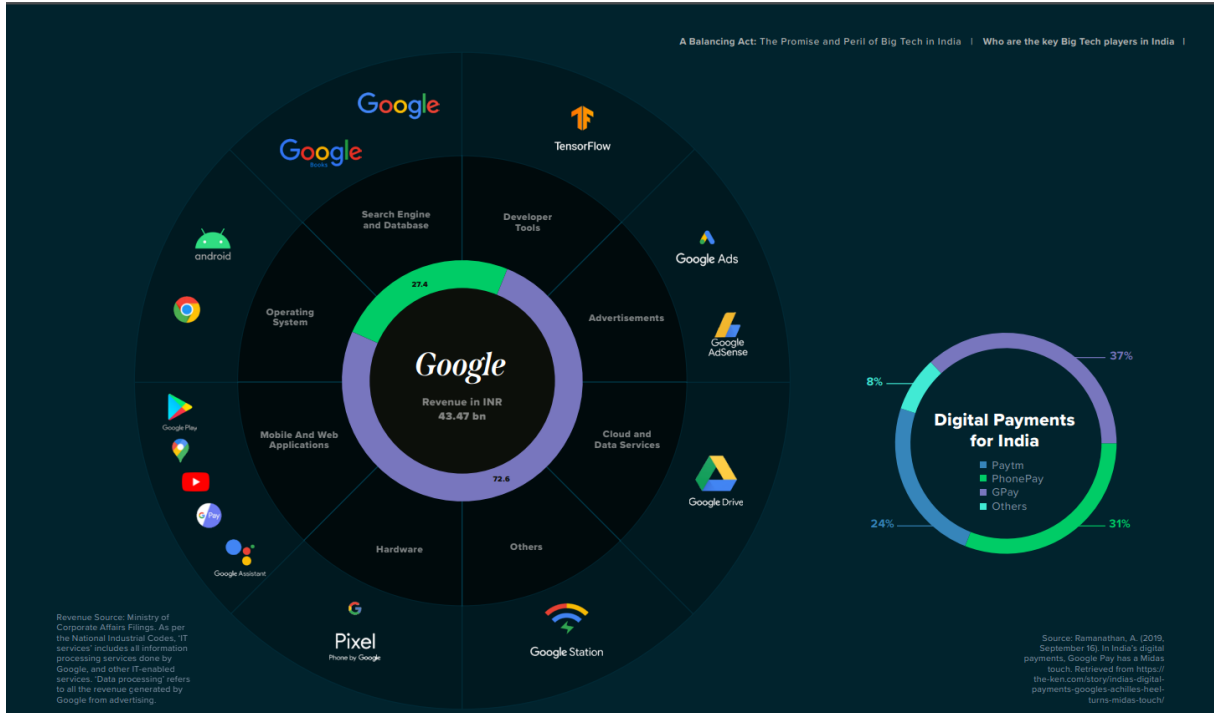 A Balancing Act: The Promise and Peril of Big Tech in India | Who are the key Big Tech players in India |
Google
Google
Books
TensorFlow
Search Engine
and Database
Developer
Tools
android
Google Ads
Operating
System
Advertisements
Google
AdSense
27.4
Google
Revenue in INR
43.47 bn
72.6
Google Play
Mobile And Web
Applications
Cloud and
Data Services
G Pay
Google Drive
Google Assistant
Hardware
Others
G
Pixel
Phone by Google
Google Station
37%
8%
Digital Payments
for India
Paytm
PhonePay
GPay
Others
24%
31%
Revenue Source: Ministry of
Corporate Affairs Filings. As per
the National Industrial Codes, ‘IT
services’ includes all information
processing services done by
Google, and other IT-enabled
services. ‘Data processing’ refers
to all the revenue generated by
Google from advertising.
Source: Ramanathan, A. (2019,
September 16). In India’s digital
payments, Google Pay has a Midas
touch. Retrieved from https://
the-ken.com/story/indias-digital-
payments-googles-achilles-heel-
turns-midas-touch/